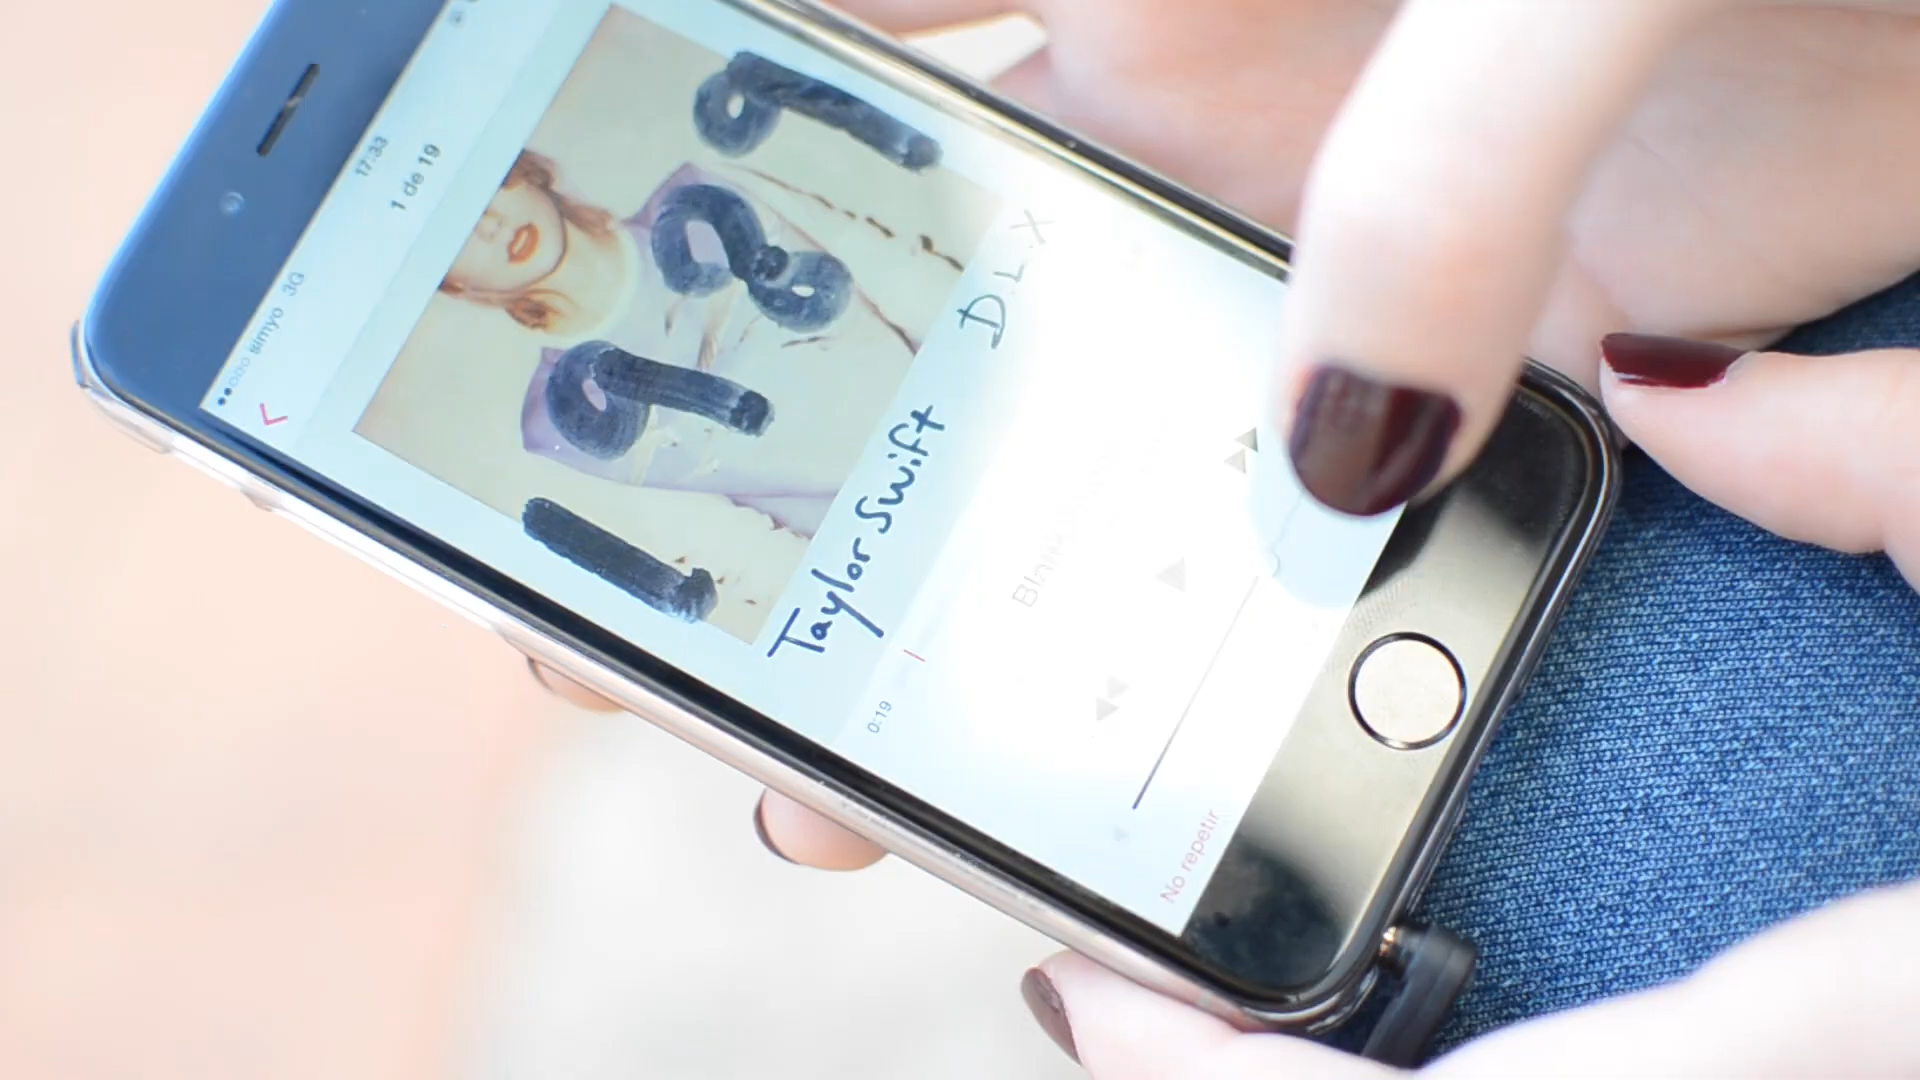 simyo 3G 17:33
1 de 19
1989
Taylor Swift D.L.X
0:19
No repetir